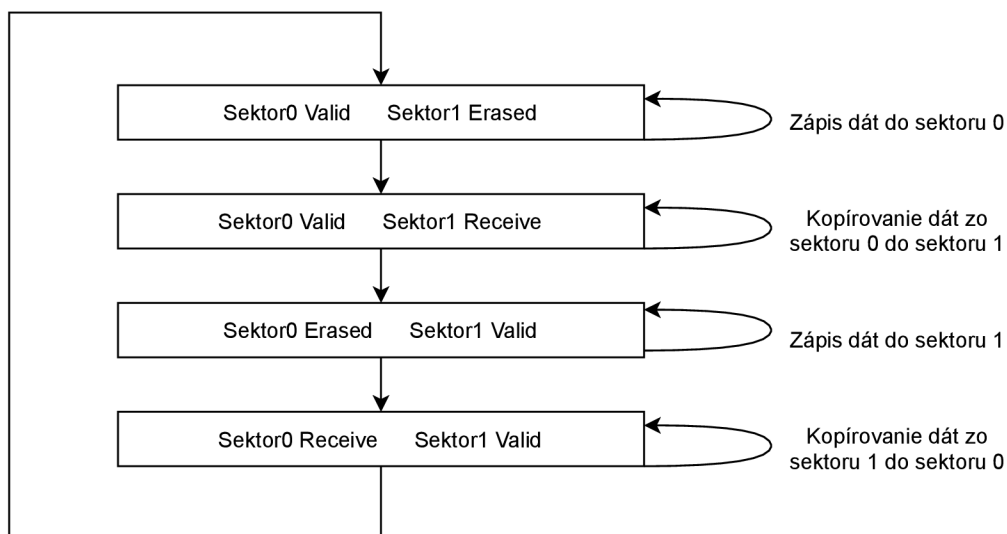 Sektor0 Valid Sektor1 Erased
Zápis dát do sektoru 0
Sektor0 Valid Sektor1 Receive
Kopírovanie dát zo
sektoru 0 do sektoru 1
Sektor0 Erased Sektor1 Valid
Zápis dát do sektoru 1
Sektor0 Receive Sektor1 Valid
Kopírovanie dát zo
sektoru 1 do sektoru 0